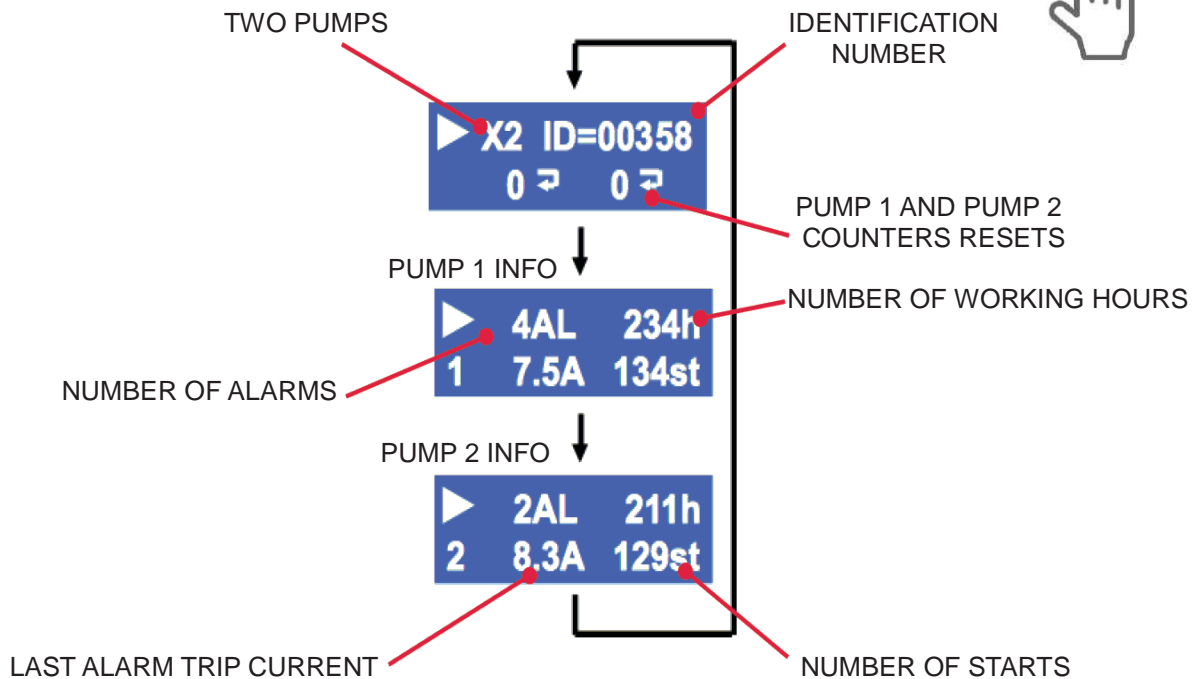 TWO PUMPS
IDENTIFICATION
NUMBER
X2 ID=00358
0 0
PUMP 1 AND PUMP 2
COUNTERS RESETS
PUMP 1 INFO
NUMBER OF WORKING HOURS
4AL 234h
1 7.5A 134st
NUMBER OF ALARMS
PUMP 2 INFO
2AL 211h
2 8.3A 129st
LAST ALARM TRIP CURRENT
NUMBER OF STARTS